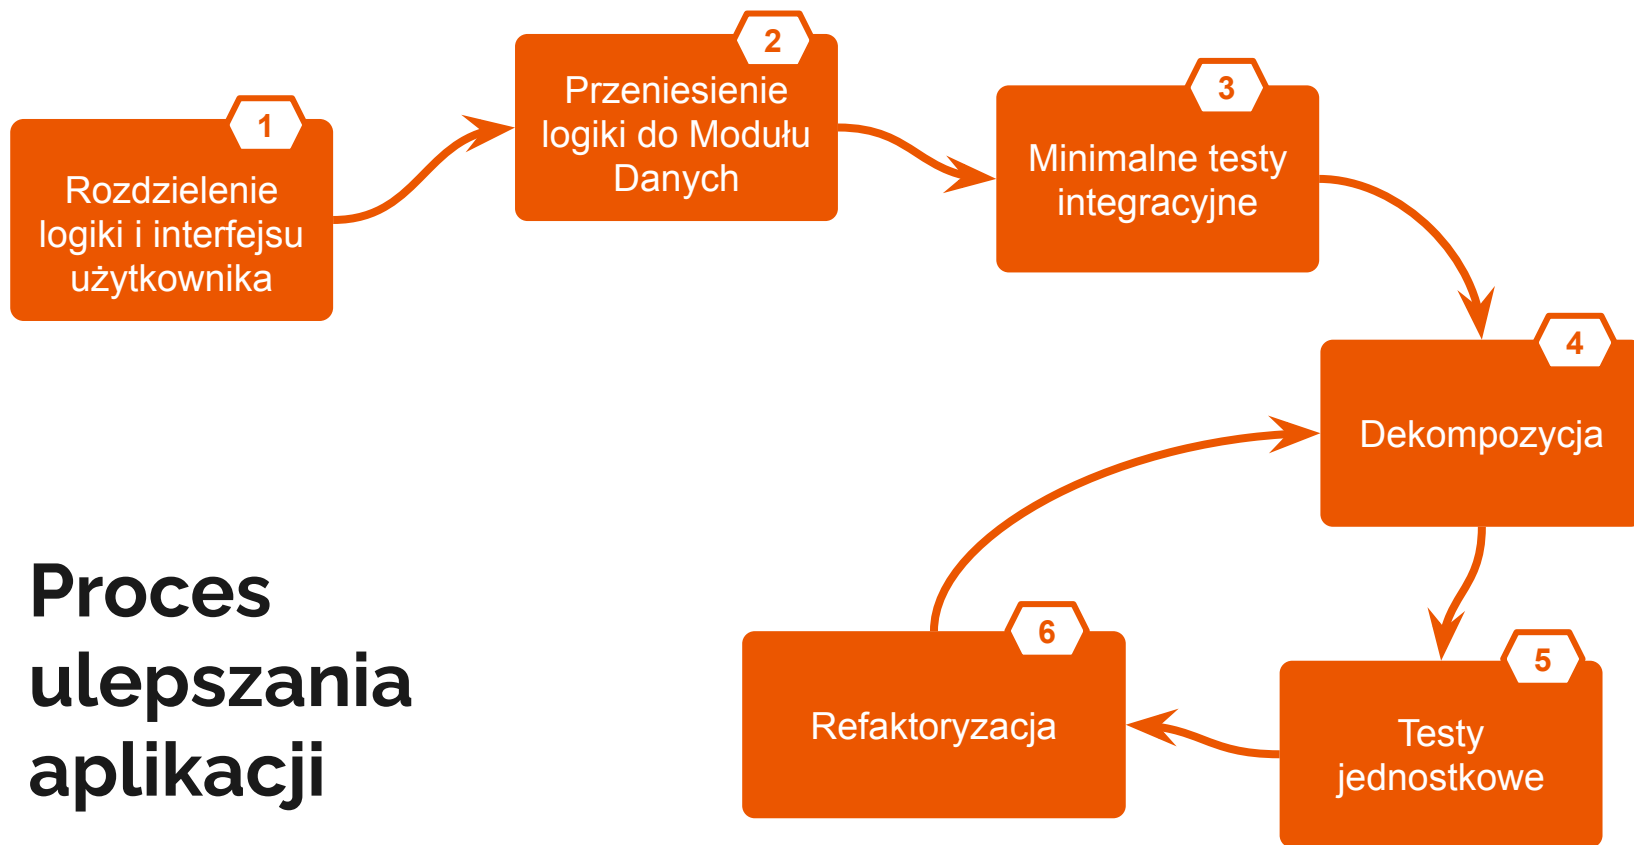 1
Rozdzielenie
logiki i interfejsu
użytkownika
2
Przeniesienie
logiki do Modułu
Danych
3
Minimalne testy
integracyjne
4
Dekompozycja
5
Testy
jednostkowe
6
Refaktoryzacja
Proces
ulepszania
aplikacji